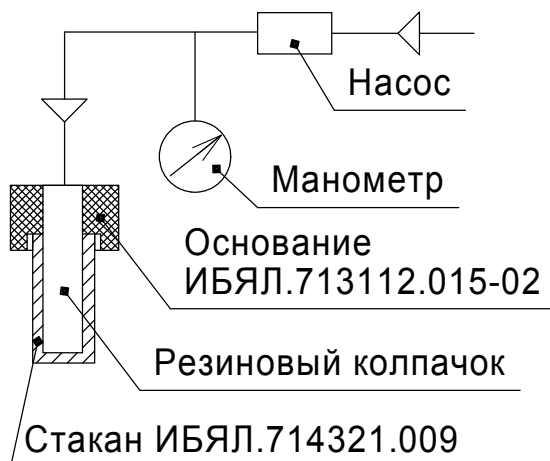 Насос
Манометр
Основание
ИБЯЛ.713112.015-02
Резиновый колпачок
Стакан ИБЯЛ.714321.009